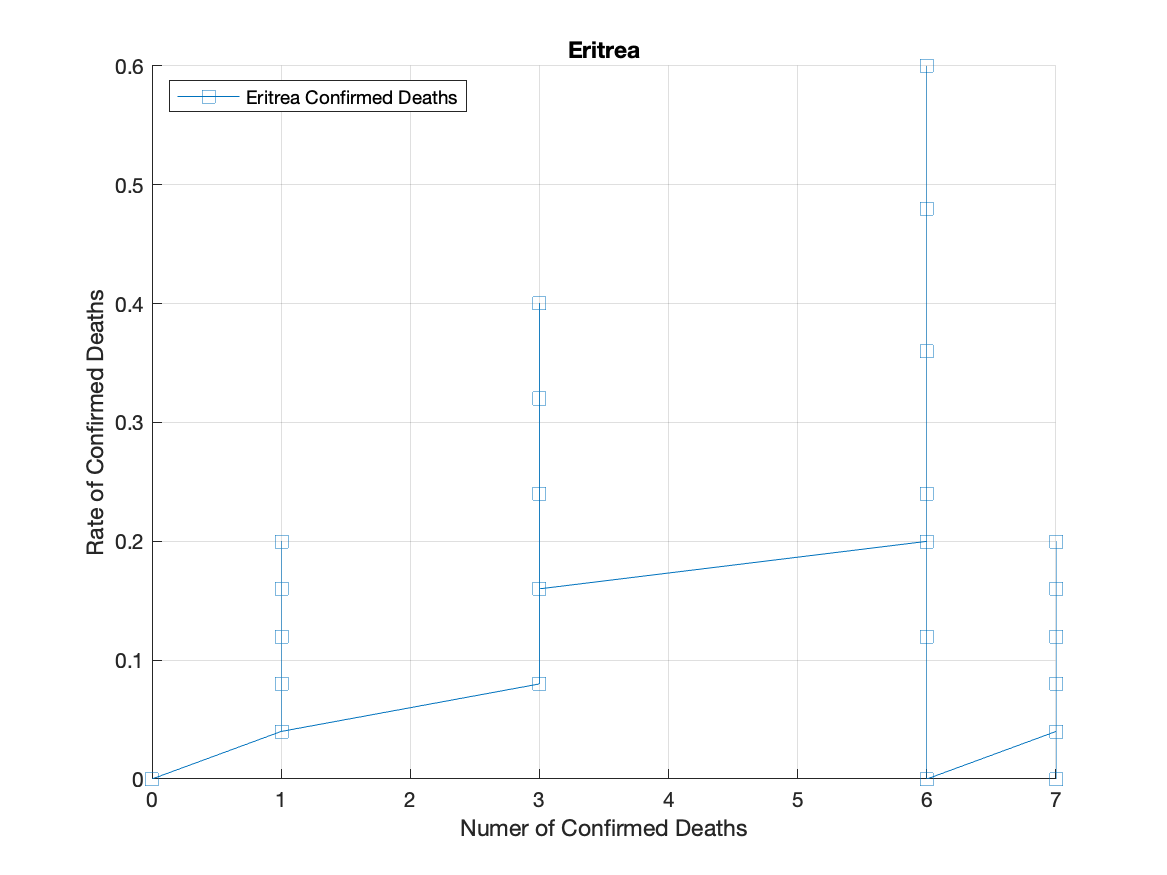 Eritrea
Eritrea Confirmed Deaths
0.6
0.5
0.4
0.3
0.2
0.1
0
Rate of Confirmed Deaths
0 1 2 3 4 5 6 7
Numer of Confirmed Deaths